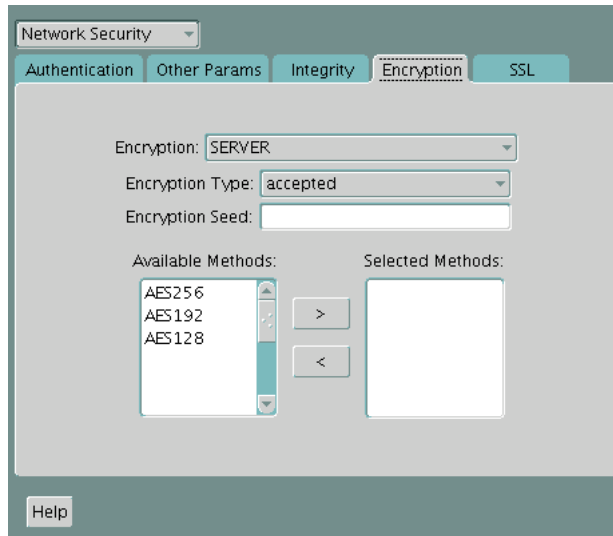 Network Security
Authentication Other Params Integrity Encryption SSL
Encryption: SERVER
Encryption Type: accepted
Encryption Seed:
Available Methods: Selected Methods:
AES256
AES192
AES128
>
<
Help